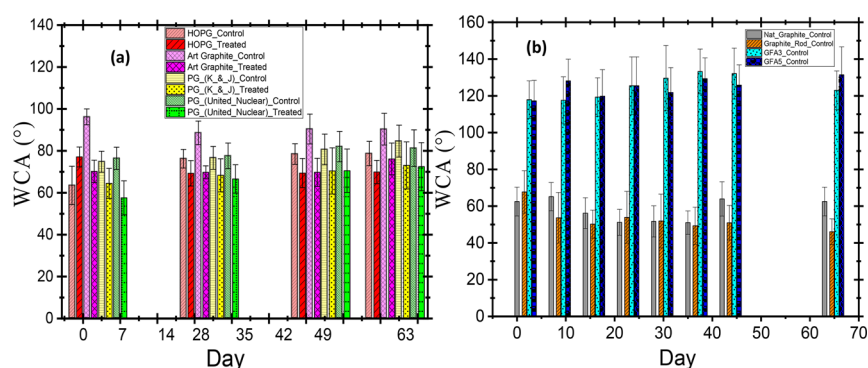 (a)
HOPG_Control
HOPG_Treated
Art Graphite_Control
Art Graphite_Treated
PG_(K_&_J)_Control
PG_(K_&_J)_Treated
PG_(United_Nuclear)_Control
PG_(United_Nuclear)_Treated
WCA (°)
140
120
100
80
60
40
20
0
0 7 14 28 35 42 49 63
Day
(b)
Nat_Graphite_Control
Graphite_Rod_Control
GFA3_Control
GFA5_Control
WCA (°)
160
140
120
100
80
60
40
20
0
0 10 20 30 40 50 60 70
Day